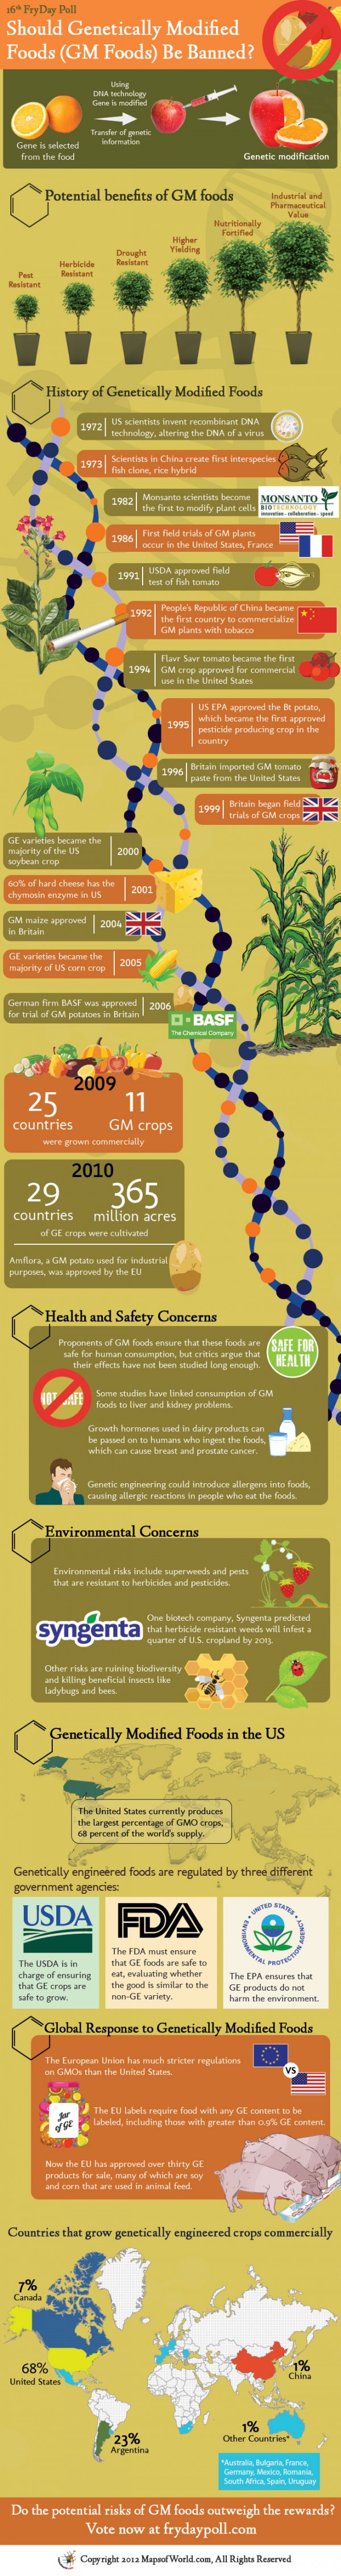 16th FryDay Poll
Should Genetically Modified
Foods (GM Foods) Be Banned?
Using
DNA technology
Gene is modified
Transfer of genetic
information
Gene is selected
from the food
Genetic modification
Potential benefits of GM foods
Pest
Resistant
Herbicide
Resistant
Drought
Resistant
Higher
Yielding
Nutritionally
Fortified
Industrial and
Pharmaceutical
Value
History of Genetically Modified Foods
1972
US scientists invent recombinant DNA
technology, altering the DNA of a virus
1973
Scientists in China create first interspecies
fish clone, rice hybrid
1982
Monsanto scientists become
the first to modify plant cells
MONSANTO
BIOTECHNOLOGY
innovation - collaboration - speed
1986
First field trials of GM plants
occur in the United States, France
1991
USDA approved field
test of fish tomato
1992
People's Republic of China became
the first country to commercialize
GM plants with tobacco
1994
Flavr Savr tomato became the first
GM crop approved for commercial
use in the United States
1995
US EPA approved the Bt potato,
which became the first approved
pesticide producing crop in the
country
1996
Britain imported GM tomato
paste from the United States
1999
Britain began field
trials of GM crops
GE varieties became the
majority of the US
soybean crop
2000
60% of hard cheese has the
chymosin enzyme in US
2001
GM maize approved
in Britain
2004
GE varieties became the
majority of US corn crop
2005
German firm BASF was approved
for trial of GM potatoes in Britain
2006
BASF
The Chemical Company
2009
25 11
countries GM crops
were grown commercially
2010
29 365
countries million acres
of GE crops were cultivated
Amflora, a GM potato used for industrial
purposes, was approved by the EU
Health and Safety Concerns
Proponents of GM foods ensure that these foods are
safe for human consumption, but critics argue that
their effects have not been studied long enough.
SAFE FOR
HEALTH
NOT SAFE
Some studies have linked consumption of GM
foods to liver and kidney problems.
Growth hormones used in dairy products can
be passed on to humans who ingest the foods,
which can cause breast and prostate cancer.
Genetic engineering could introduce allergens into foods,
causing allergic reactions in people who eat the foods.
Environmental Concerns
Environmental risks include superweeds and pests
that are resistant to herbicides and pesticides.
syngenta
One biotech company, Syngenta predicted
that herbicide resistant weeds will infest a
quarter of U.S. cropland by 2013.
Other risks are ruining biodiversity
and killing beneficial insects like
ladybugs and bees.
Genetically Modified Foods in the US
The United States currently produces
the largest percentage of GMO crops,
68 percent of the world's supply.
Genetically engineered foods are regulated by three different
government agencies:
USDA
The USDA is in
charge of ensuring
that GE crops are
safe to grow.
FDA
The FDA must ensure
that GE foods are safe to
eat, evaluating whether
the good is similar to the
non-GE variety.
UNITED STATES
ENVIRONMENTAL PROTECTION AGENCY
The EPA ensures that
GE products do not
harm the environment.
Global Response to Genetically Modified Foods
The European Union has much stricter regulations
on GMOs than the United States.
VS
Jar
of GE
The EU labels require food with any GE content to be
labeled, including those with greater than 0.9% GE content.
Now the EU has approved over thirty GE
products for sale, many of which are soy
and corn that are used in animal feed.
Countries that grow genetically engineered crops commercially
7%
Canada
68%
United States
23%
Argentina
1%
China
1%
Other Countries*
*Australia, Bulgaria, France,
Germany, Mexico, Romania,
South Africa, Spain, Uruguay
Do the potential risks of GM foods outweigh the rewards?
Vote now at frydaypoll.com
Copyright 2012 MapsofWorld.com, All Rights Reserved